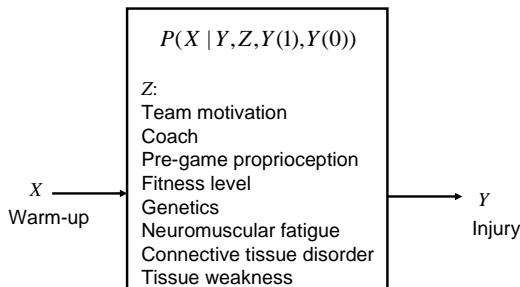 P(X | Y,Z,Y(1),Y(0))
Z:
Team motivation
Coach
Pre-game proprioception
Fitness level
Genetics
Neuromuscular fatigue
Connective tissue disorder
Tissue weakness
X
Warm-up
Y
Injury